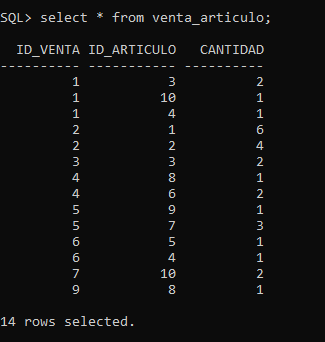 SQL> select * from venta_articulo;
ID_VENTA ID_ARTICULO CANTIDAD
---------- ----------- ----------
1 3 2
1 10 1
1 4 1
2 1 6
2 2 4
3 3 2
4 8 1
4 6 2
5 9 1
5 7 3
6 5 1
6 4 1
7 10 2
9 8 1
14 rows selected.